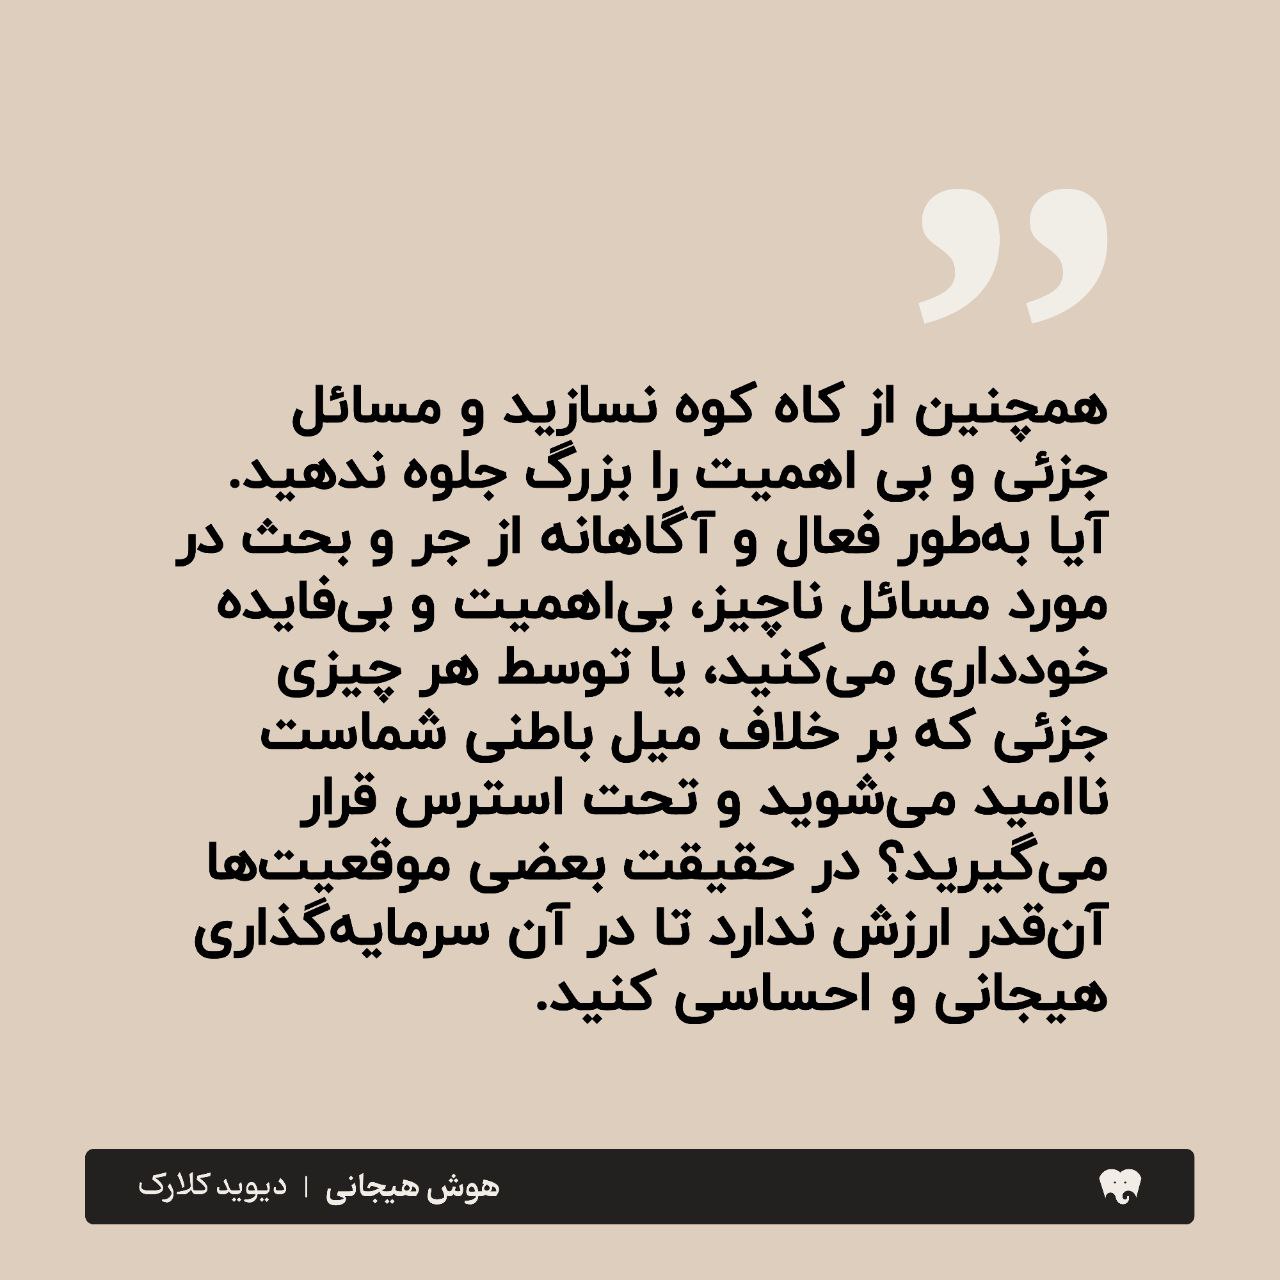 همچنین از کاه کوه نسازید و مسائل
جزئی و بی اهمیت را بزرگ جلوه ندهید.
آیا به‌طور فعال و آگاهانه از جر و بحث در
مورد مسائل ناچیز، بی‌اهمیت و بی‌فایده
خودداری می‌کنید، یا توسط هر چیزی
جزئی که بر خلاف میل باطنی شماست
ناامید می‌شوید و تحت استرس قرار
می‌گیرید؟ در حقیقت بعضی موقعیت‌ها
آن‌قدر ارزش ندارد تا در آن سرمایه‌گذاری
هیجانی و احساسی کنید.
هوش هیجانی | دیوید کلارک